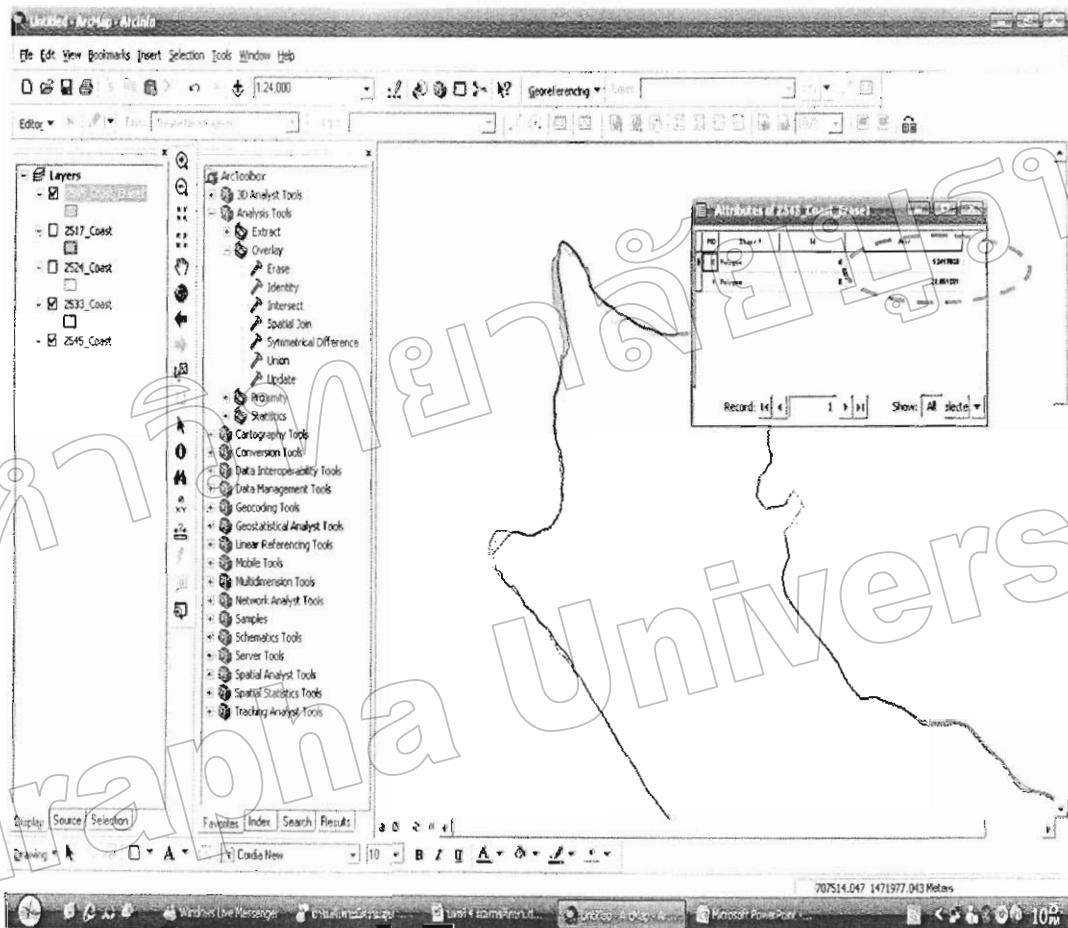 Untitled - ArcMap - ArcInfo
File Edit View Bookmarks Insert Selection Tools Window Help
1:24,000
Georeferencing
Editor
Layers
2517_Coast
2524_Coast
2533_Coast
2545_Coast
ArcToolbox
3D Analyst Tools
Analysis Tools
Extract
Overlay
Erase
Identity
Intersect
Spatial Join
Symmetrical Difference
Union
Update
Proximity
Statistics
Cartography Tools
Conversion Tools
Data Interoperability Tools
Data Management Tools
Geocoding Tools
Geostatistical Analyst Tools
Linear Referencing Tools
Mobile Tools
Multidimension Tools
Network Analyst Tools
Samples
Schematics Tools
Server Tools
Spatial Analyst Tools
Spatial Statistics Tools
Tracking Analyst Tools
Attributes of 2545_Coast_Erase1
Polygon
Polygon
Record: 1 Show: All
Display Source Selection
Favorites Index Search Results
Drawing A Cordia New 10 B I U A
707514.047 1471977.043 Meters
Windows Live Messenger
Untitled - ArcMap - Ar...
Microsoft PowerPoint - ...